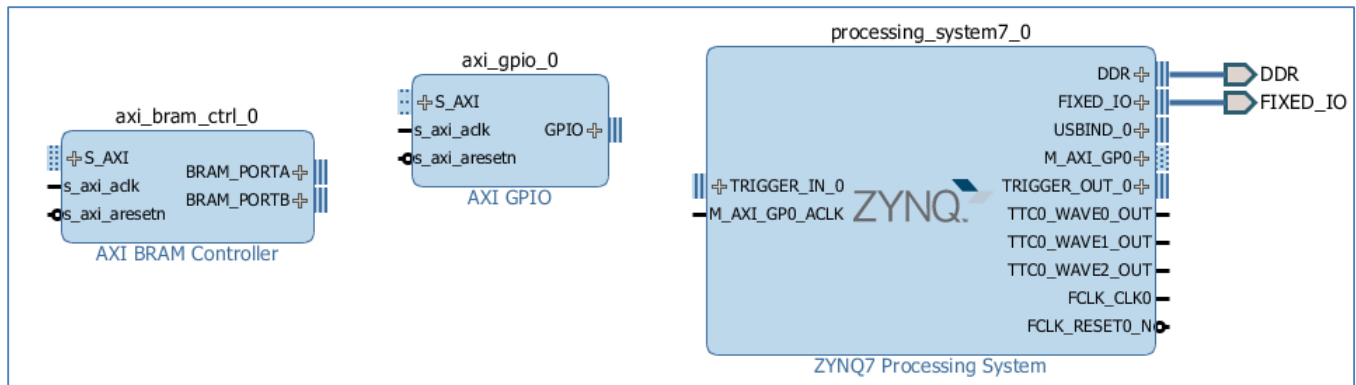 axi_bram_ctrl_0
S_AXI
s_axi_aclk
s_axi_aresetn
BRAM_PORTA
BRAM_PORTB
AXI BRAM Controller
axi_gpio_0
S_AXI
s_axi_aclk
s_axi_aresetn
GPIO
AXI GPIO
processing_system7_0
TRIGGER_IN_0
M_AXI_GP0_ACLK
ZYNQ
DDR
FIXED_IO
USBIND_0
M_AXI_GP0
TRIGGER_OUT_0
TTC0_WAVE0_OUT
TTC0_WAVE1_OUT
TTC0_WAVE2_OUT
FCLK_CLK0
FCLK_RESET0_N
ZYNQ7 Processing System
DDR
FIXED_IO